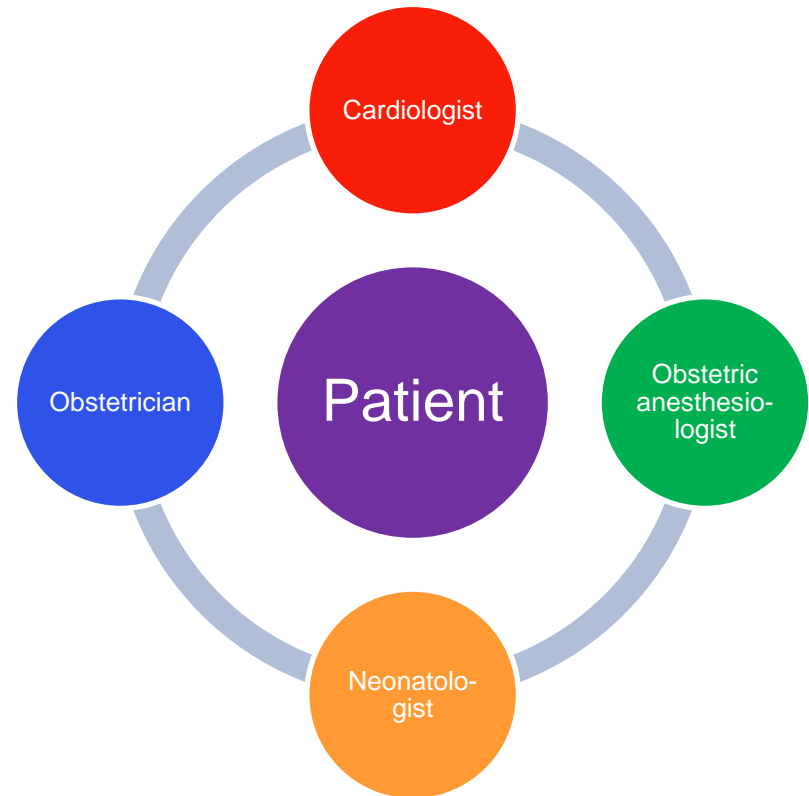 Cardiologist
Obstetrician
Patient
Obstetric
anesthesio-
logist
Neonatolo-
gist